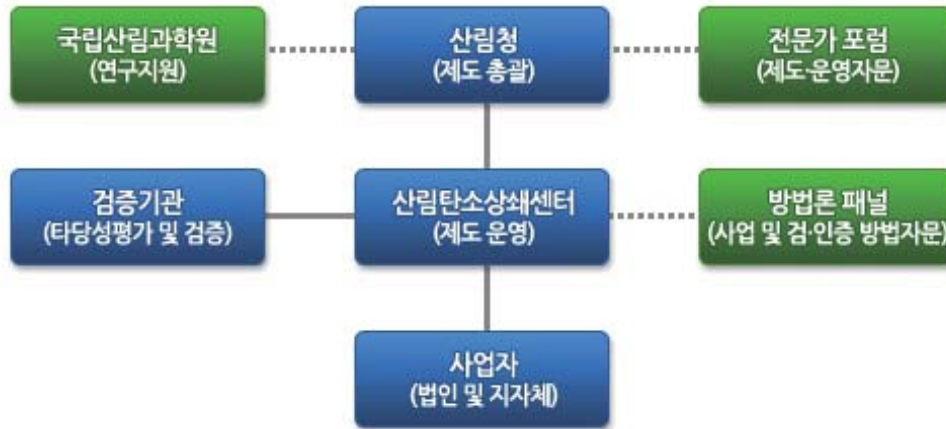 국립산림과학원
(연구지원)
산림청
(제도 총괄)
전문가 포럼
(제도·운영자문)
검증기관
(타당성평가 및 검증)
산림탄소상쇄센터
(제도 운영)
방법론 패널
(사업 및 검·인증 방법자문)
사업자
(법인 및 지자체)